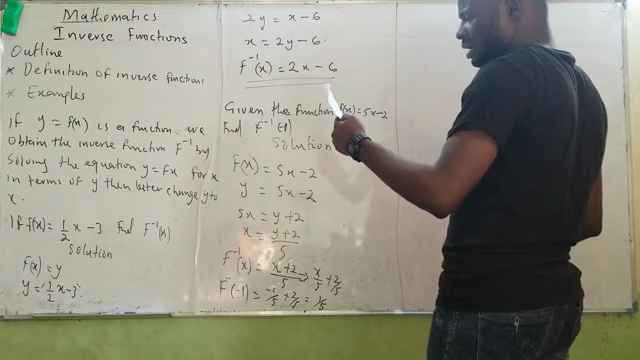 Mathematics
Inverse Functions
Outline
* Definition of inverse function
* Examples
If y = f(x) is a function, we
Obtain the inverse function F⁻¹ by
Solving the equation y = fx for x
in terms of y then later change y to
x.
If f(x) = 1/2 x - 3 Find F⁻¹(x)
Solution
F(x) = y
y = 1/2 x - 3
2y = x - 6
x = 2y - 6
F⁻¹(x) = 2x - 6
Given the function f(x) = 5x - 2
Find F⁻¹(-1)
Solution
F(x) = 5x - 2
y = 5x - 2
5x = y + 2
x = y + 2 / 5
F⁻¹(x) = x + 2 / 5 → x/5 + 2/5
F⁻¹(-1) = -1/5 + 2/5 = 1/5